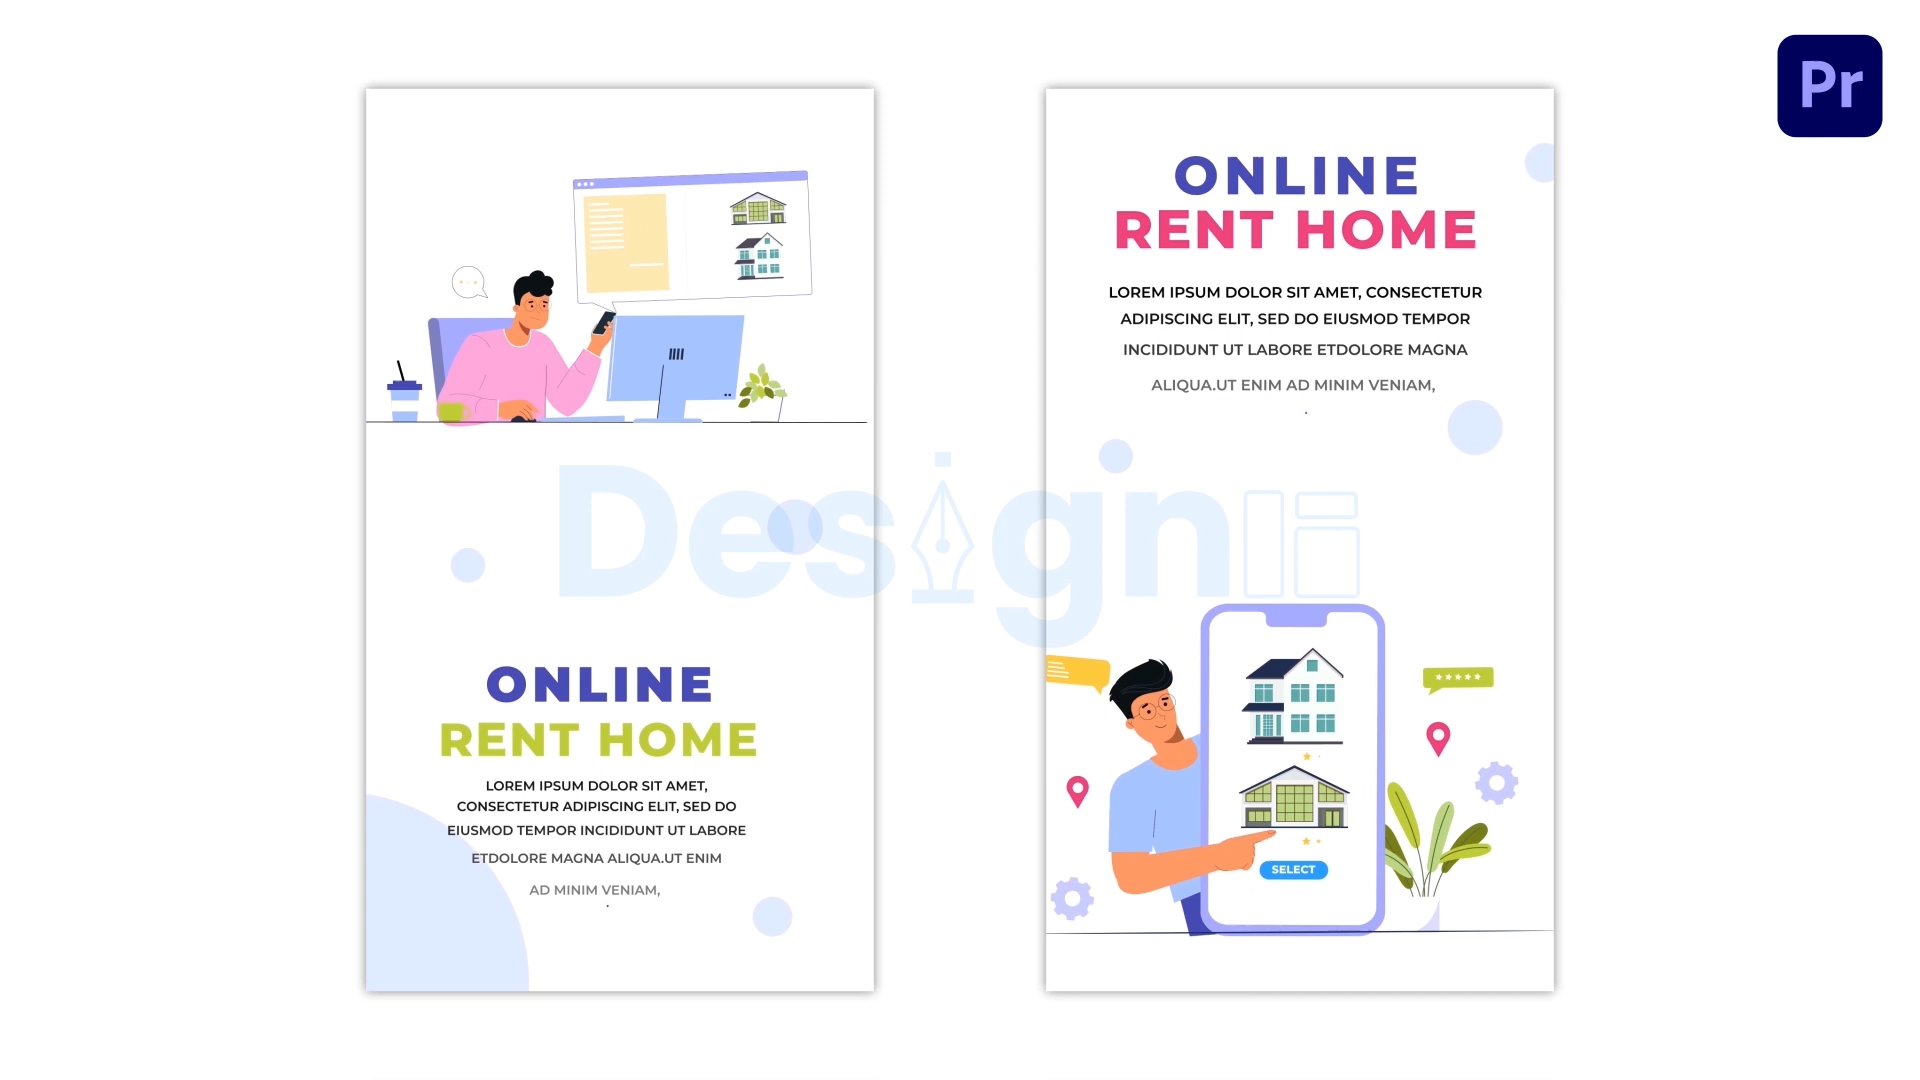 Pr
ONLINE
RENT HOME
LOREM IPSUM DOLOR SIT AMET,
CONSECTETUR ADIPISCING ELIT, SED DO
EIUSMOD TEMPOR INCIDIDUNT UT LABORE
ETDOLORE MAGNA ALIQUA.UT ENIM
AD MINIM VENIAM,
.
ONLINE
RENT HOME
LOREM IPSUM DOLOR SIT AMET, CONSECTETUR
ADIPISCING ELIT, SED DO EIUSMOD TEMPOR
INCIDIDUNT UT LABORE ETDOLORE MAGNA
ALIQUA.UT ENIM AD MINIM VENIAM,
.
SELECT
Design